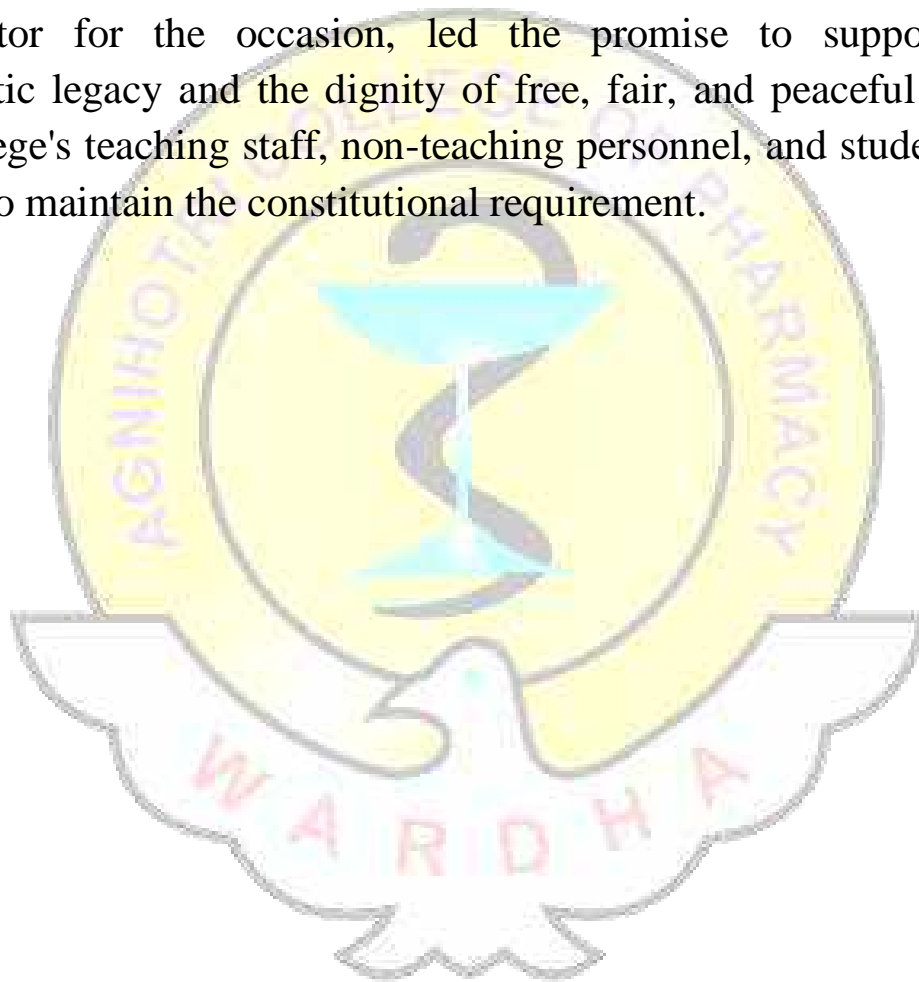 tor for the occasion, led the promise to suppo
tic legacy and the dignity of free, fair, and peaceful
ege's teaching staff, non-teaching personnel, and stude
o maintain the constitutional requirement.
AGNIHOTRI COLLEGE OF PHARMACY
WARDHA